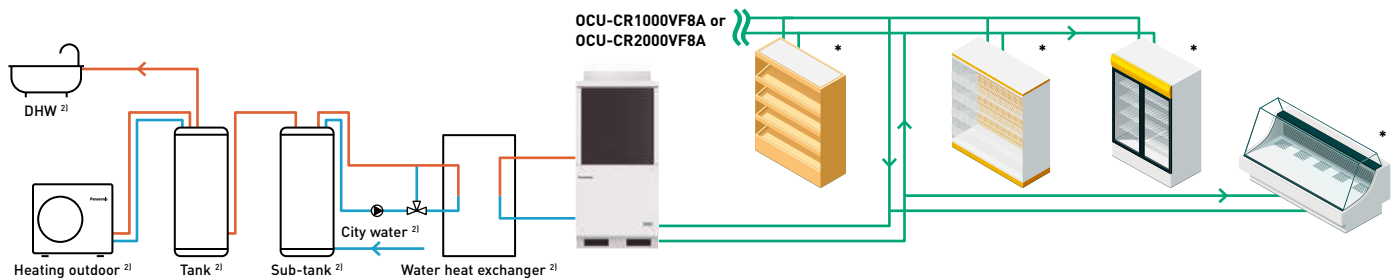 OCU-CR1000VF8A or
OCU-CR2000VF8A
*
*
*
*
DHW 2)
Panasonic
City water 2)
Heating outdoor 2)
Tank 2)
Sub-tank 2)
Water heat exchanger 2)